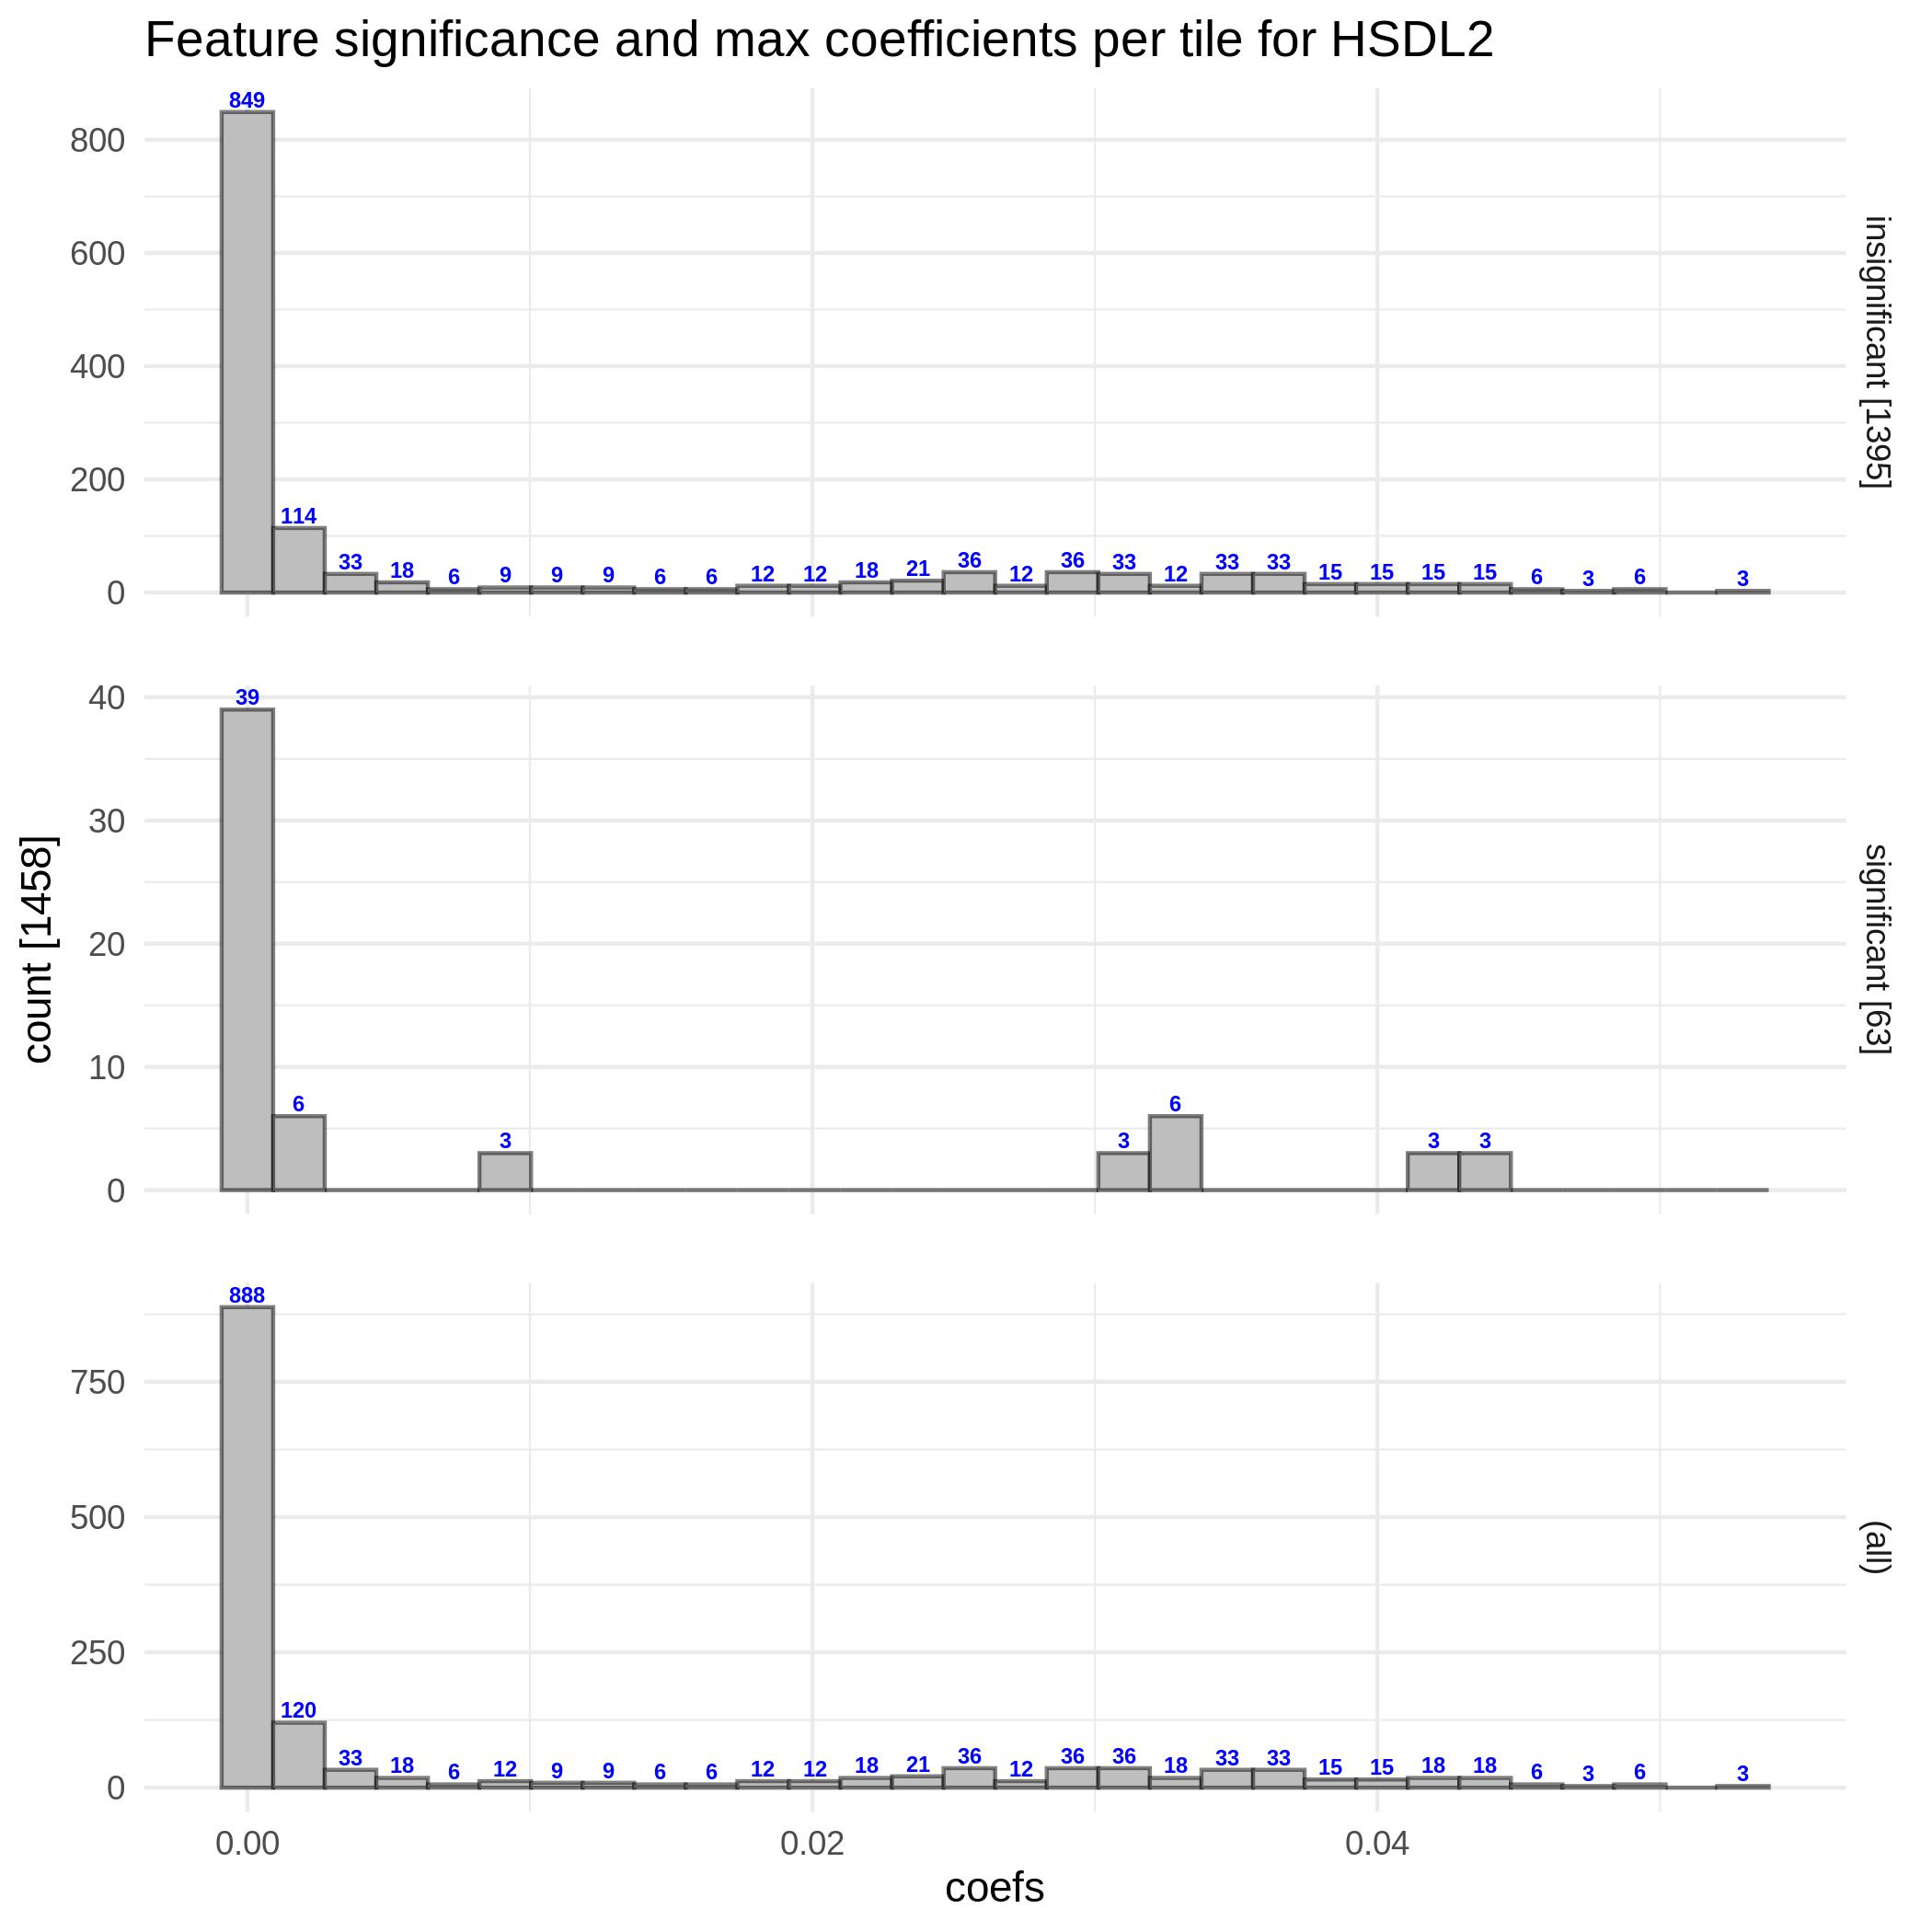 Feature significance and max coefficients per tile for HSDL2
849
800
600
400
200
0
114 33 18 6 9 9 9 6 6 12 12 18 21 36 12 36 33 12 33 33 15 15 15 15 6 3 6 3
insignificant [1395]
count [1458]
40
30
20
10
0
39 6 3 3 6 3 3
significant [63]
888
750
500
250
0
120 33 18 6 12 9 9 6 6 12 12 18 21 36 12 36 36 18 33 33 15 15 18 18 6 3 6 3
(all)
0.00 0.02 0.04
coefs